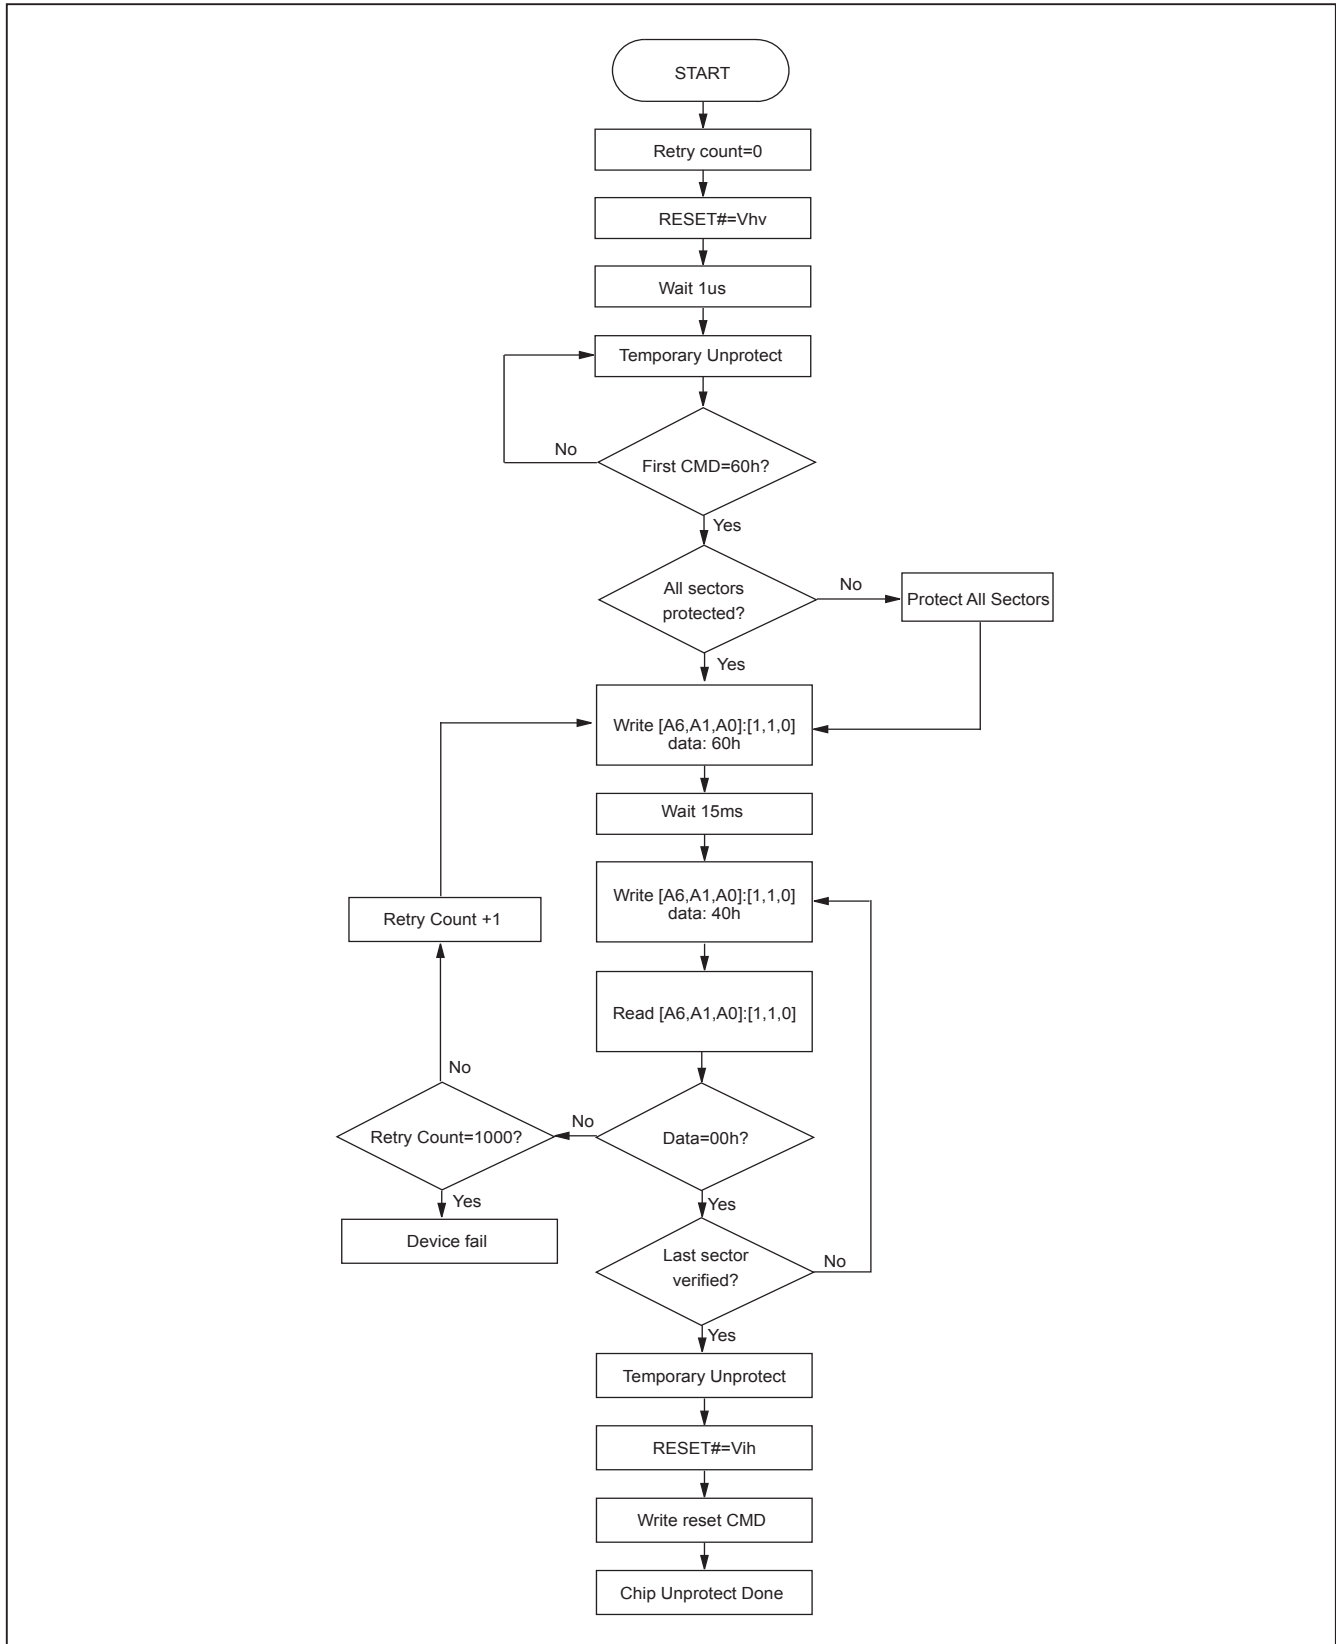 START
Retry count=0
RESET#=Vhv
Wait 1us
Temporary Unprotect
No
First CMD=60h?
Yes
All sectors
protected?
No
Protect All Sectors
Yes
Write [A6,A1,A0]:[1,1,0]
data: 60h
Wait 15ms
Write [A6,A1,A0]:[1,1,0]
data: 40h
Retry Count +1
Read [A6,A1,A0]:[1,1,0]
No
Retry Count=1000?
No
Data=00h?
Yes
Yes
Device fail
Last sector
verified?
No
Yes
Temporary Unprotect
RESET#=Vih
Write reset CMD
Chip Unprotect Done